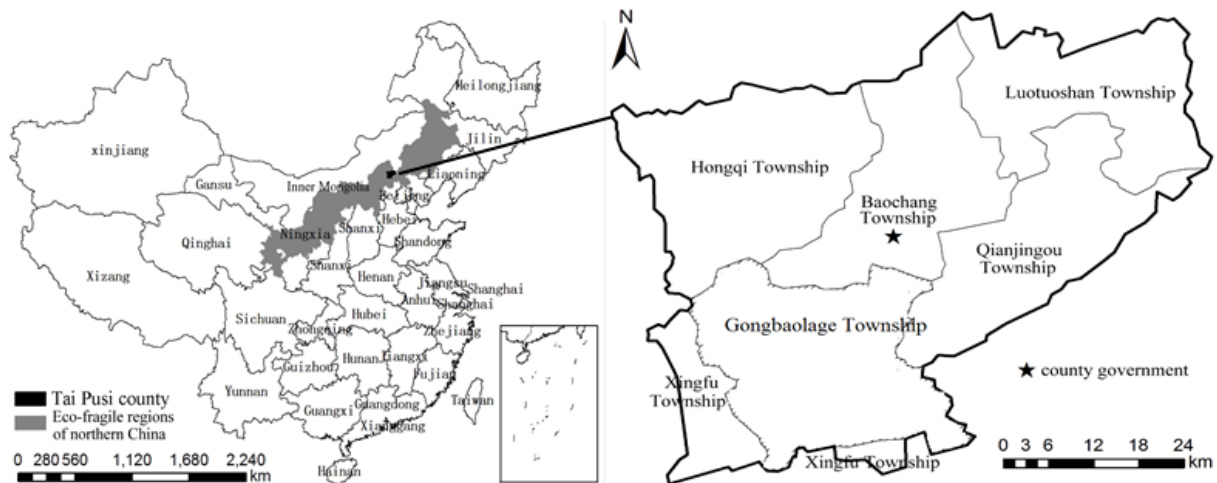 Heilongjiang
Jilin
xinjiang
Liaoning
Gansu
Inner Mongolia
Beijing
Hebei
Ningxia
Shanxi
Qinghai
Shandong
Shanxi
Xizang
Henan
Jiangsu
Shanghai
Anhui
Shanghai
Sichuan
Hubei
Zhongning
Zhejiang
Hunan
Jiangxi
Guizhou
Fujian
Yunnan
Guangdong
Taiwan
Guangxi
Xianggang
Hainan
Tai Pusi county
Eco-fragile regions
of northern China
0 280 560 1,120 1,680 2,240
km
N
Luotuoshan Township
Hongqi Township
Baochang
Township
Qianjingou
Township
Gongbaolage Township
Xingfu
Township
county government
Xingfu Township
0 3 6 12 18 24
km